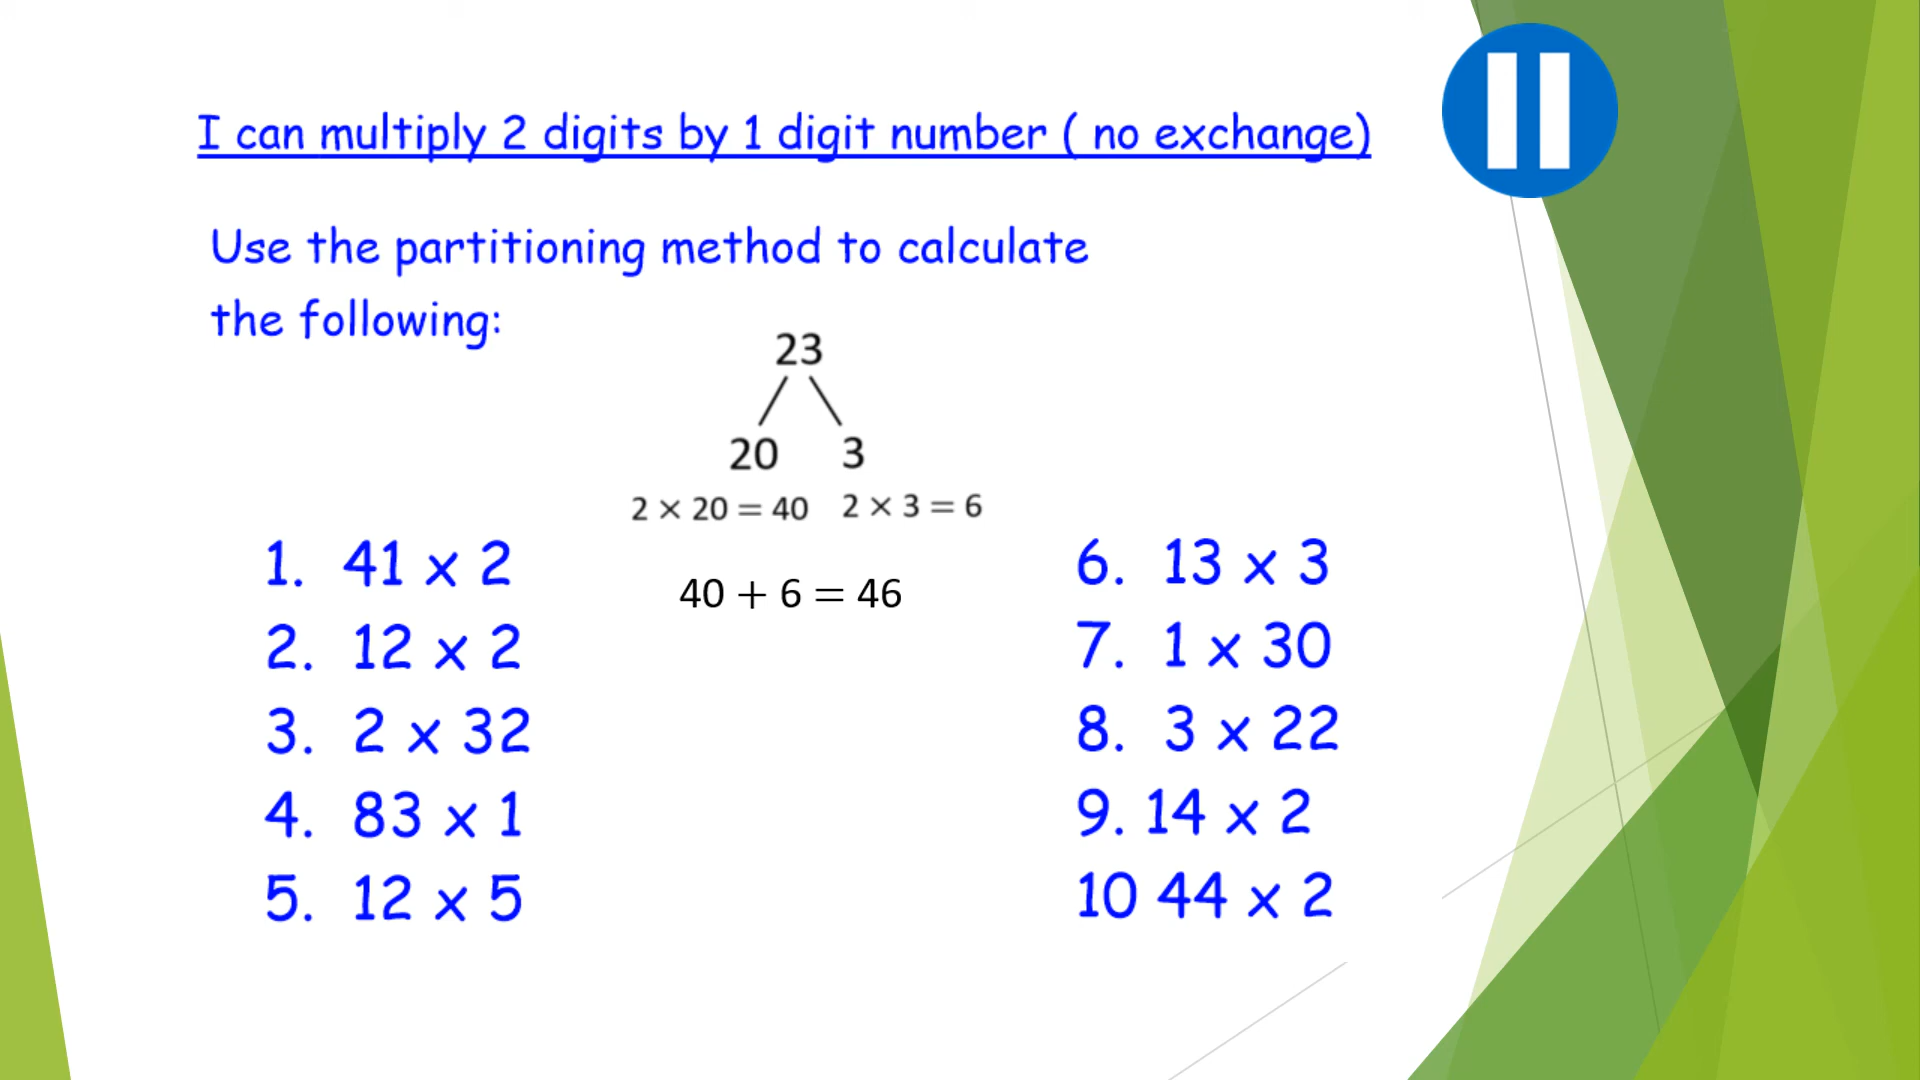 I can multiply 2 digits by 1 digit number ( no exchange)
Use the partitioning method to calculate
the following:
23
20 3
2 × 20 = 40 2 × 3 = 6
40 + 6 = 46
1. 41 x 2
2. 12 x 2
3. 2 x 32
4. 83 x 1
5. 12 x 5
6. 13 x 3
7. 1 x 30
8. 3 x 22
9. 14 x 2
10 44 x 2